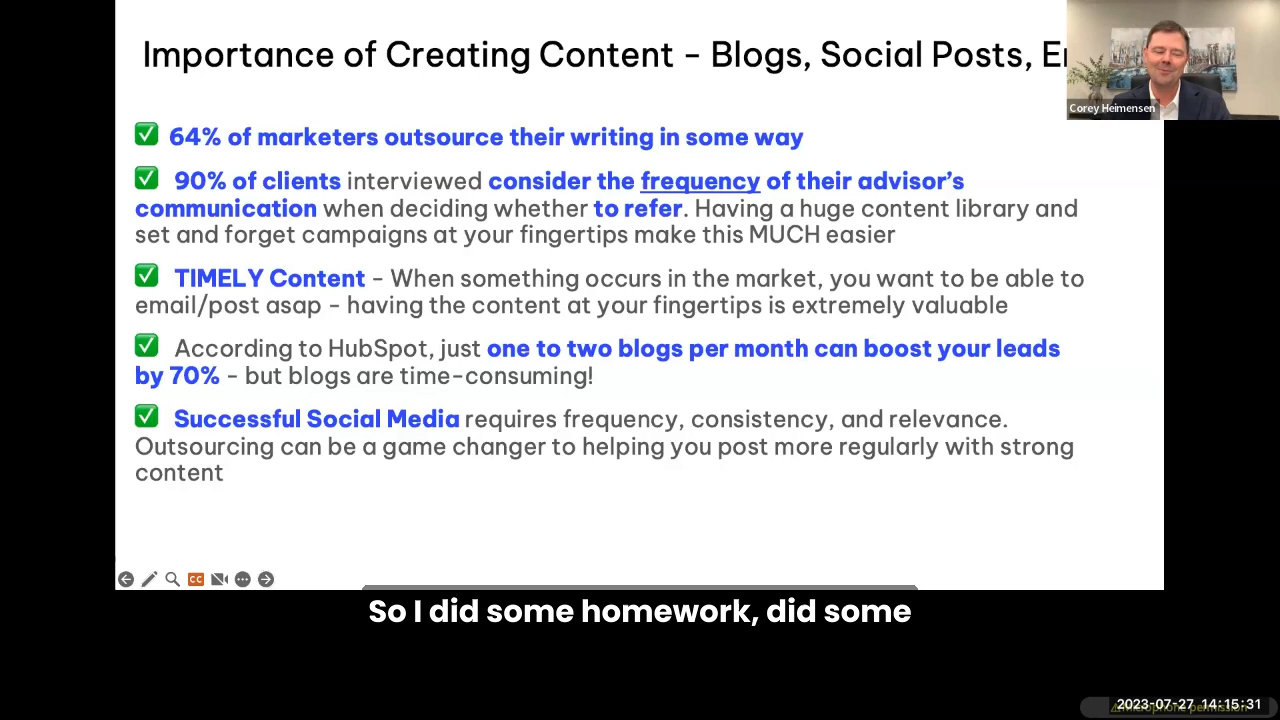 Importance of Creating Content – Blogs, Social Posts,
Corey Heimensen
✅ 64% of marketers outsource their writing in some way
✅ 90% of clients interviewed consider the frequency of their advisor’s
communication when deciding whether to refer. Having a huge content library and
set and forget campaigns at your fingertips make this MUCH easier
✅ TIMELY Content – When something occurs in the market, you want to be able to
email/post asap – having the content at your fingertips is extremely valuable
✅ According to HubSpot, just one to two blogs per month can boost your leads
by 70% – but blogs are time-consuming!
✅ Successful Social Media requires frequency, consistency, and relevance.
Outsourcing can be a game changer to helping you post more regularly with strong
content
CC
So I did some homework, did some
2023-07-27 14:15:31